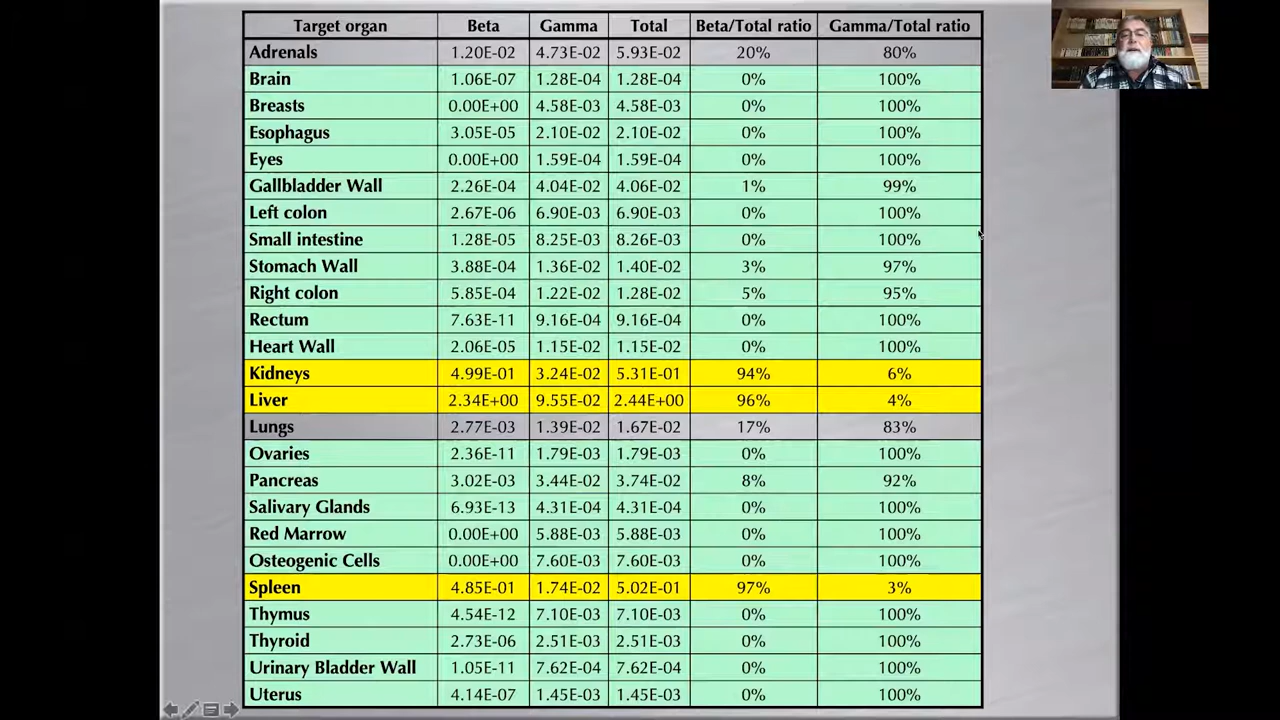 Target organ Beta Gamma Total Beta/Total ratio Gamma/Total ratio
Adrenals 1.20E-02 4.73E-02 5.93E-02 20% 80%
Brain 1.06E-07 1.28E-04 1.28E-04 0% 100%
Breasts 0.00E+00 4.58E-03 4.58E-03 0% 100%
Esophagus 3.05E-05 2.10E-02 2.10E-02 0% 100%
Eyes 0.00E+00 1.59E-04 1.59E-04 0% 100%
Gallbladder Wall 2.26E-04 4.04E-02 4.06E-02 1% 99%
Left colon 2.67E-06 6.90E-03 6.90E-03 0% 100%
Small intestine 1.28E-05 8.25E-03 8.26E-03 0% 100%
Stomach Wall 3.88E-04 1.36E-02 1.40E-02 3% 97%
Right colon 5.85E-04 1.22E-02 1.28E-02 5% 95%
Rectum 7.63E-11 9.16E-04 9.16E-04 0% 100%
Heart Wall 2.06E-05 1.15E-02 1.15E-02 0% 100%
Kidneys 4.99E-01 3.24E-02 5.31E-01 94% 6%
Liver 2.34E+00 9.55E-02 2.44E+00 96% 4%
Lungs 2.77E-03 1.39E-02 1.67E-02 17% 83%
Ovaries 2.36E-11 1.79E-03 1.79E-03 0% 100%
Pancreas 3.02E-03 3.44E-02 3.74E-02 8% 92%
Salivary Glands 6.93E-13 4.31E-04 4.31E-04 0% 100%
Red Marrow 0.00E+00 5.88E-03 5.88E-03 0% 100%
Osteogenic Cells 0.00E+00 7.60E-03 7.60E-03 0% 100%
Spleen 4.85E-01 1.74E-02 5.02E-01 97% 3%
Thymus 4.54E-12 7.10E-03 7.10E-03 0% 100%
Thyroid 2.73E-06 2.51E-03 2.51E-03 0% 100%
Urinary Bladder Wall 1.05E-11 7.62E-04 7.62E-04 0% 100%
Uterus 4.14E-07 1.45E-03 1.45E-03 0% 100%